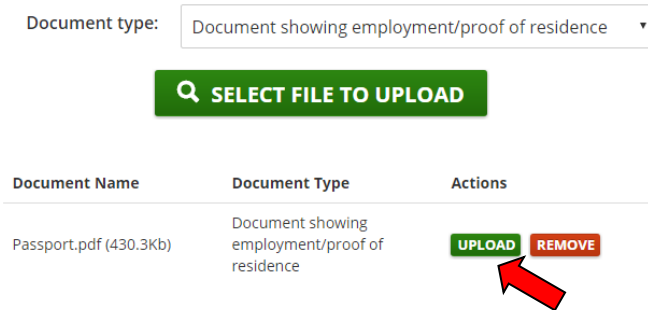 Document type: Document showing employment/proof of residence
SELECT FILE TO UPLOAD
Document Name Document Type Actions
Passport.pdf (430.3Kb) Document showing
employment/proof of
residence
UPLOAD REMOVE